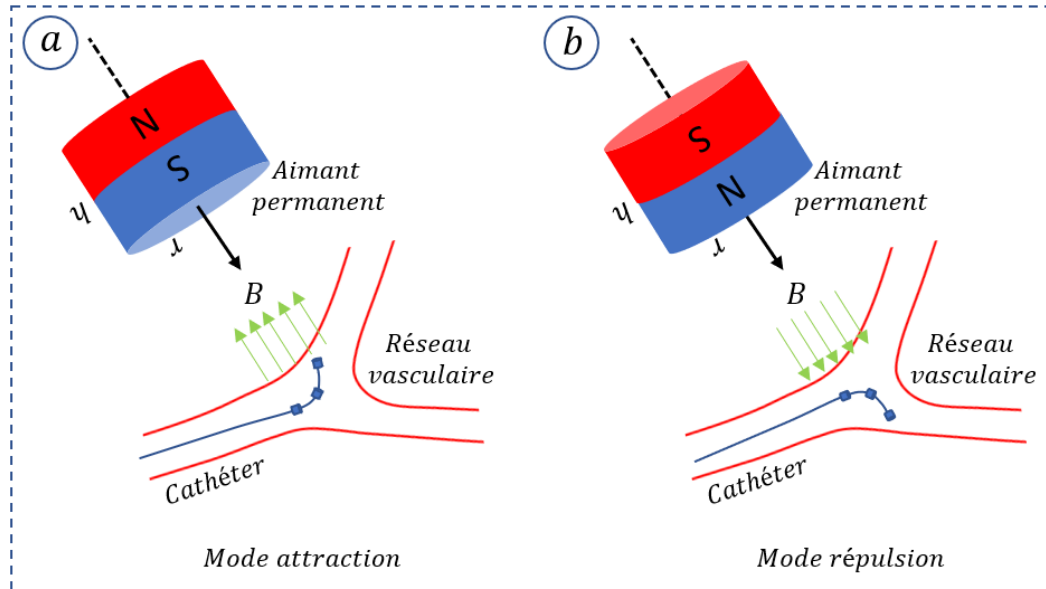 a
N
S
h
r
Aimant
permanent
B
Réseau
vasculaire
Cathéter
Mode attraction
b
S
N
h
r
Aimant
permanent
B
Réseau
vasculaire
Cathéter
Mode répulsion